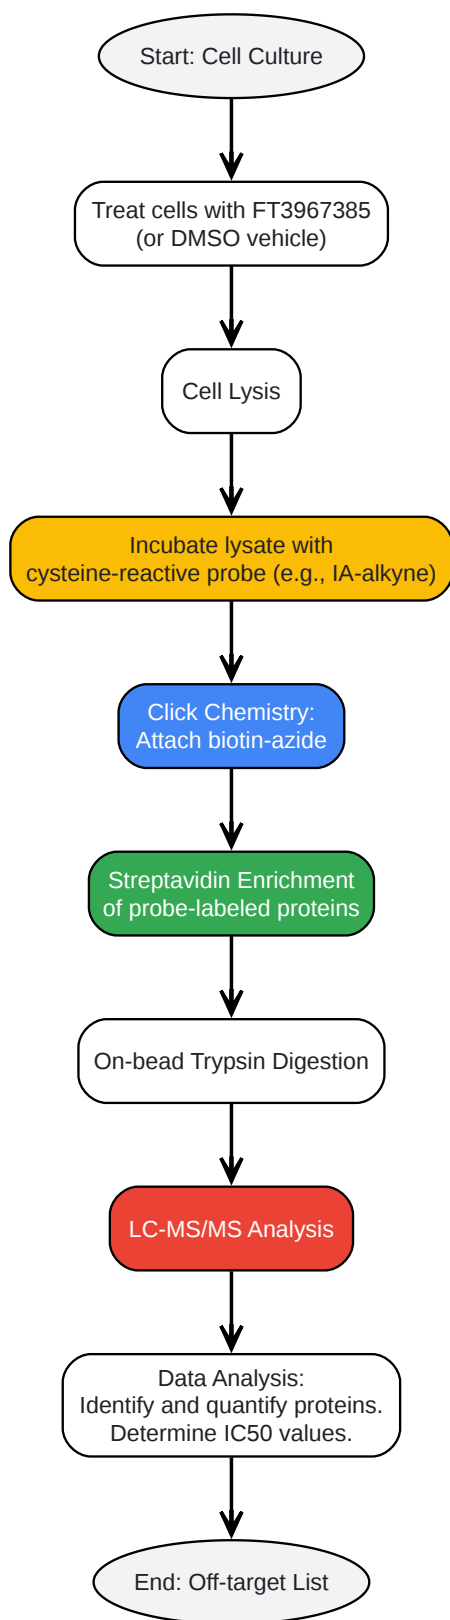 Start: Cell Culture
Treat cells with FT3967385
(or DMSO vehicle)
Cell Lysis
Incubate lysate with
cysteine-reactive probe (e.g., IA-alkyne)
Click Chemistry:
Attach biotin-azide
Streptavidin Enrichment
of probe-labeled proteins
On-bead Trypsin Digestion
LC-MS/MS Analysis
Data Analysis:
Identify and quantify proteins.
Determine IC50 values.
End: Off-target List